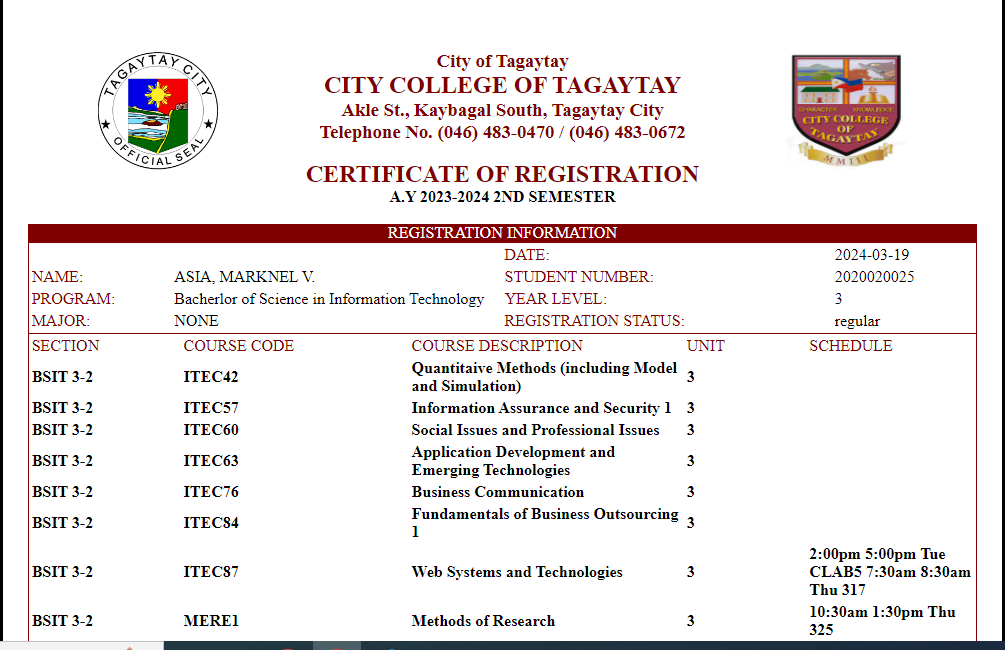 City of Tagaytay
CITY COLLEGE OF TAGAYTAY
Akle St., Kaybagal South, Tagaytay City
Telephone No. (046) 483-0470 / (046) 483-0672
TAGAYTAY CITY
OFFICIAL SEAL
CHARACTER KNOWLEDGE
CITY COLLEGE
OF
TAGAYTAY
MMIII
CERTIFICATE OF REGISTRATION
A.Y 2023-2024 2ND SEMESTER
REGISTRATION INFORMATION
DATE: 2024-03-19
NAME: ASIA, MARKNEL V. STUDENT NUMBER: 2020020025
PROGRAM: Bacherlor of Science in Information Technology YEAR LEVEL: 3
MAJOR: NONE REGISTRATION STATUS: regular
SECTION COURSE CODE COURSE DESCRIPTION UNIT SCHEDULE
BSIT 3-2 ITEC42 Quantitaive Methods (including Model
and Simulation) 3
BSIT 3-2 ITEC57 Information Assurance and Security 1 3
BSIT 3-2 ITEC60 Social Issues and Professional Issues 3
BSIT 3-2 ITEC63 Application Development and
Emerging Technologies 3
BSIT 3-2 ITEC76 Business Communication 3
BSIT 3-2 ITEC84 Fundamentals of Business Outsourcing
1 3
BSIT 3-2 ITEC87 Web Systems and Technologies 3 2:00pm 5:00pm Tue
CLAB5 7:30am 8:30am
Thu 317
BSIT 3-2 MERE1 Methods of Research 3 10:30am 1:30pm Thu
325